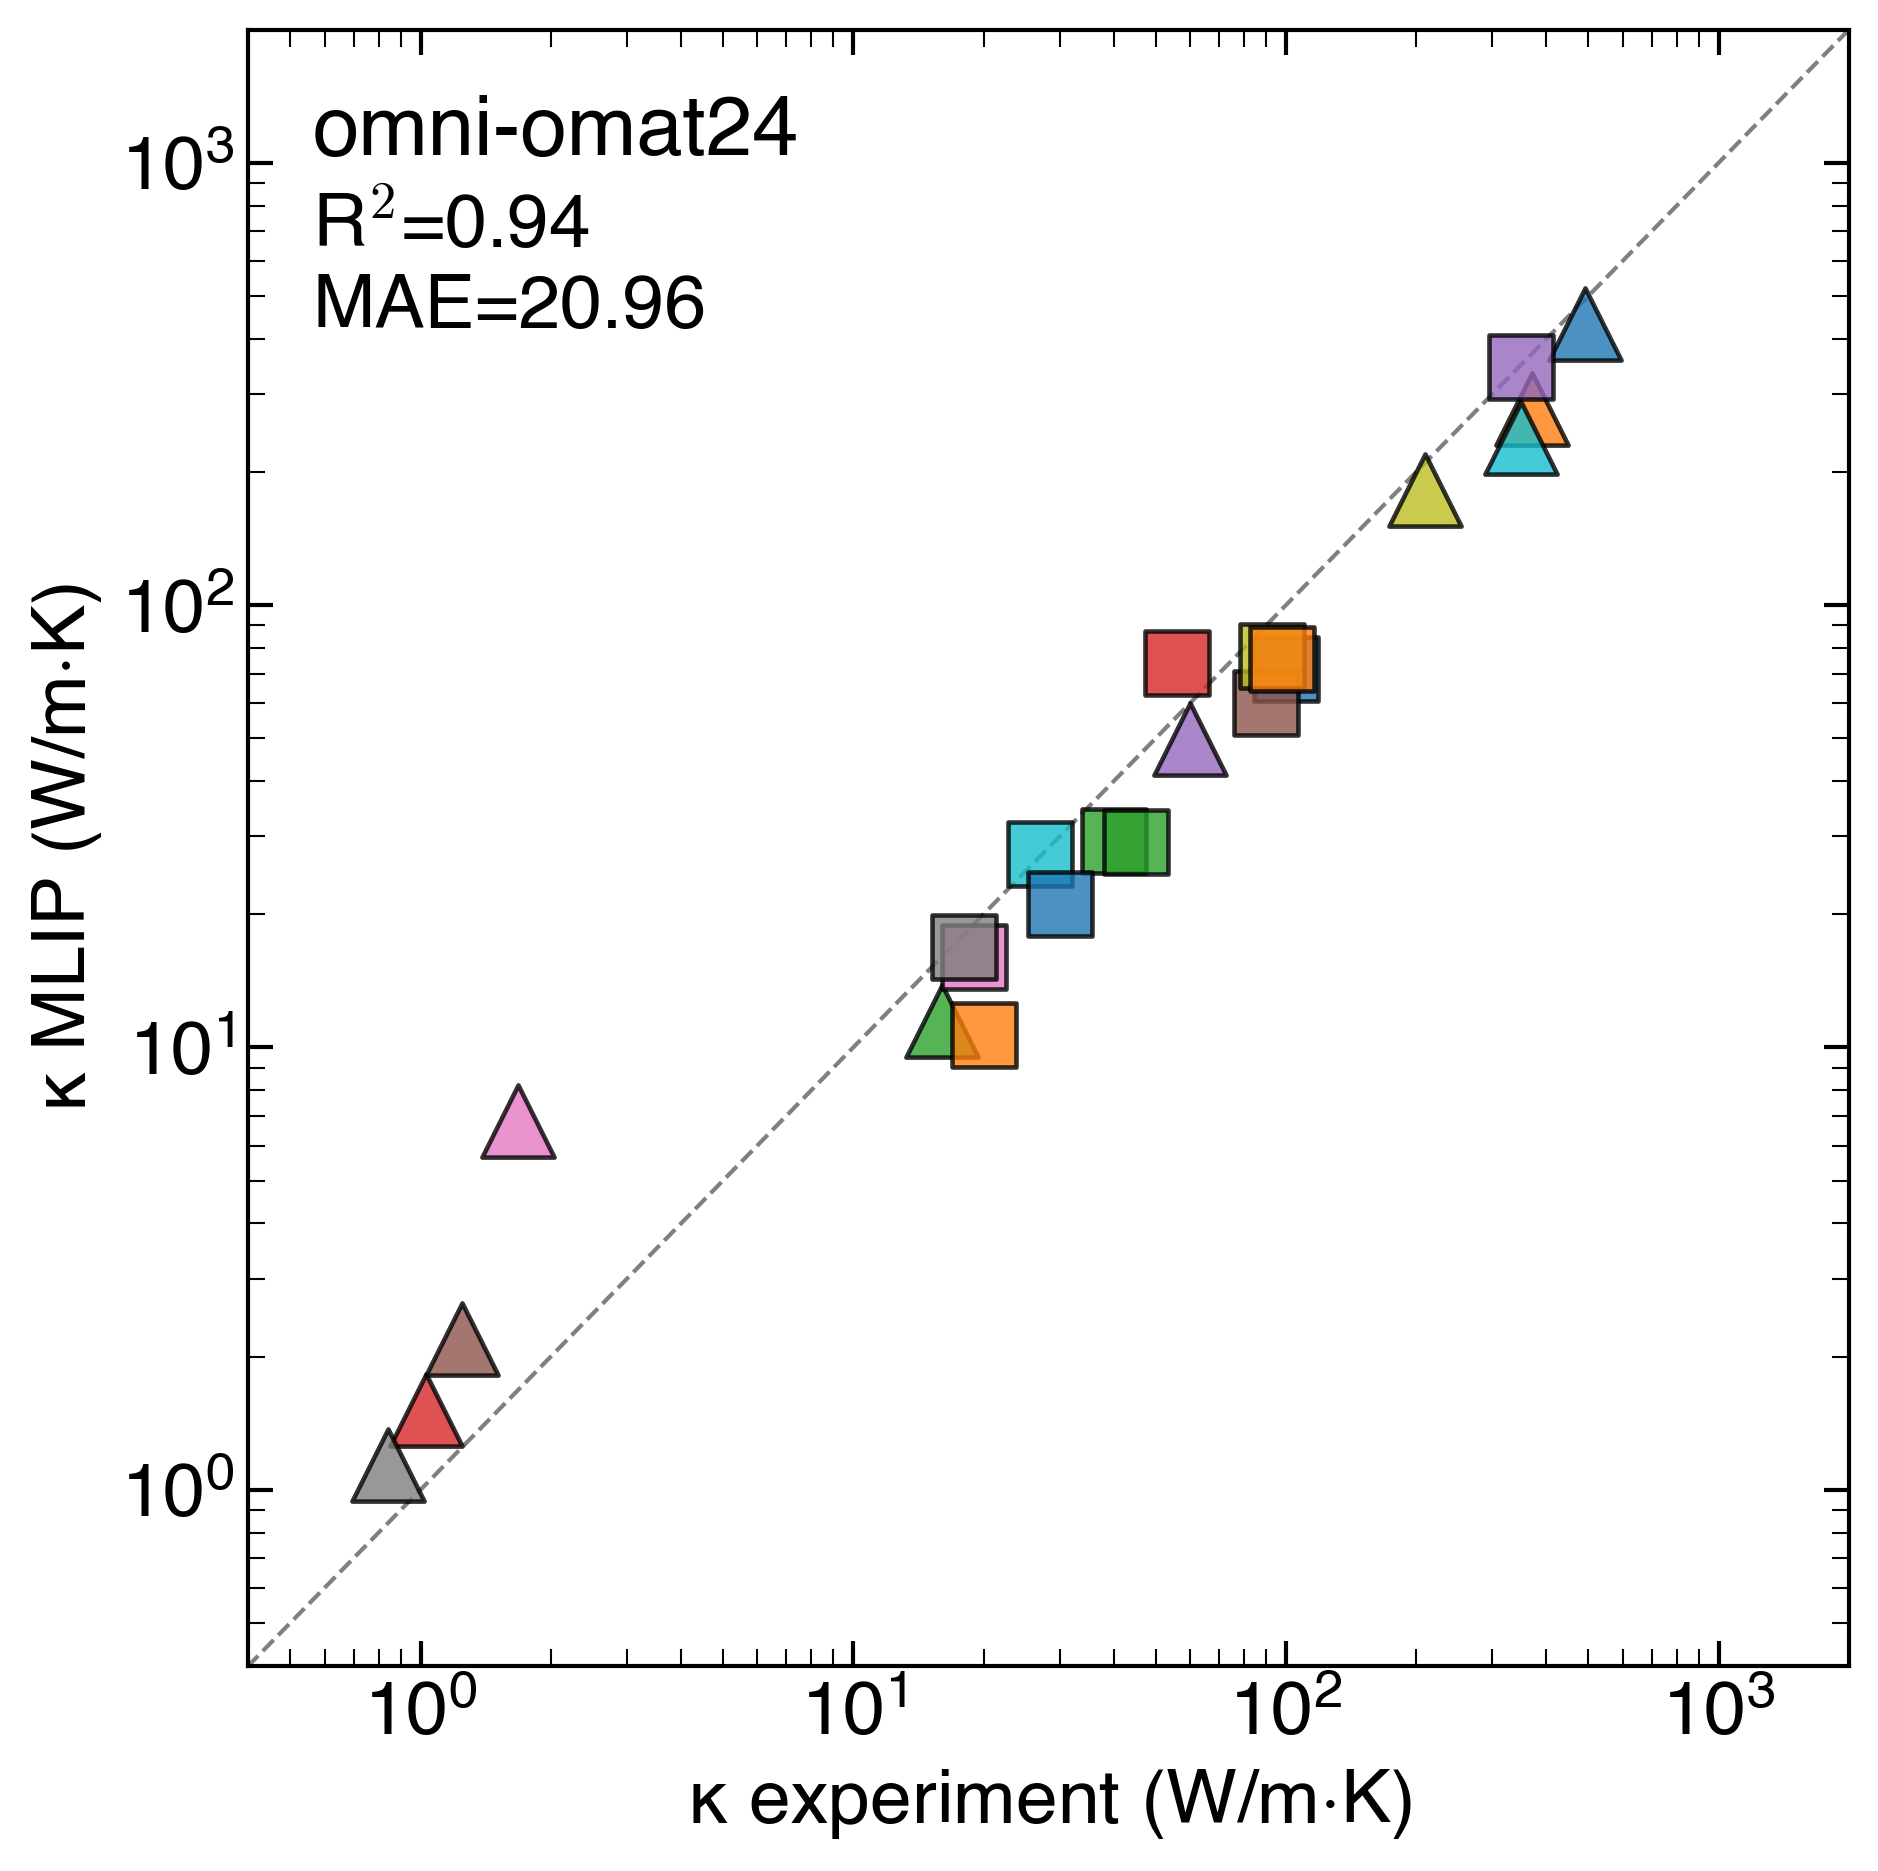 omni-omat24
R²=0.94
MAE=20.96
κ MLIP (W/m·K)
10³
10²
10¹
10⁰
10⁰ 10¹ 10² 10³
κ experiment (W/m·K)